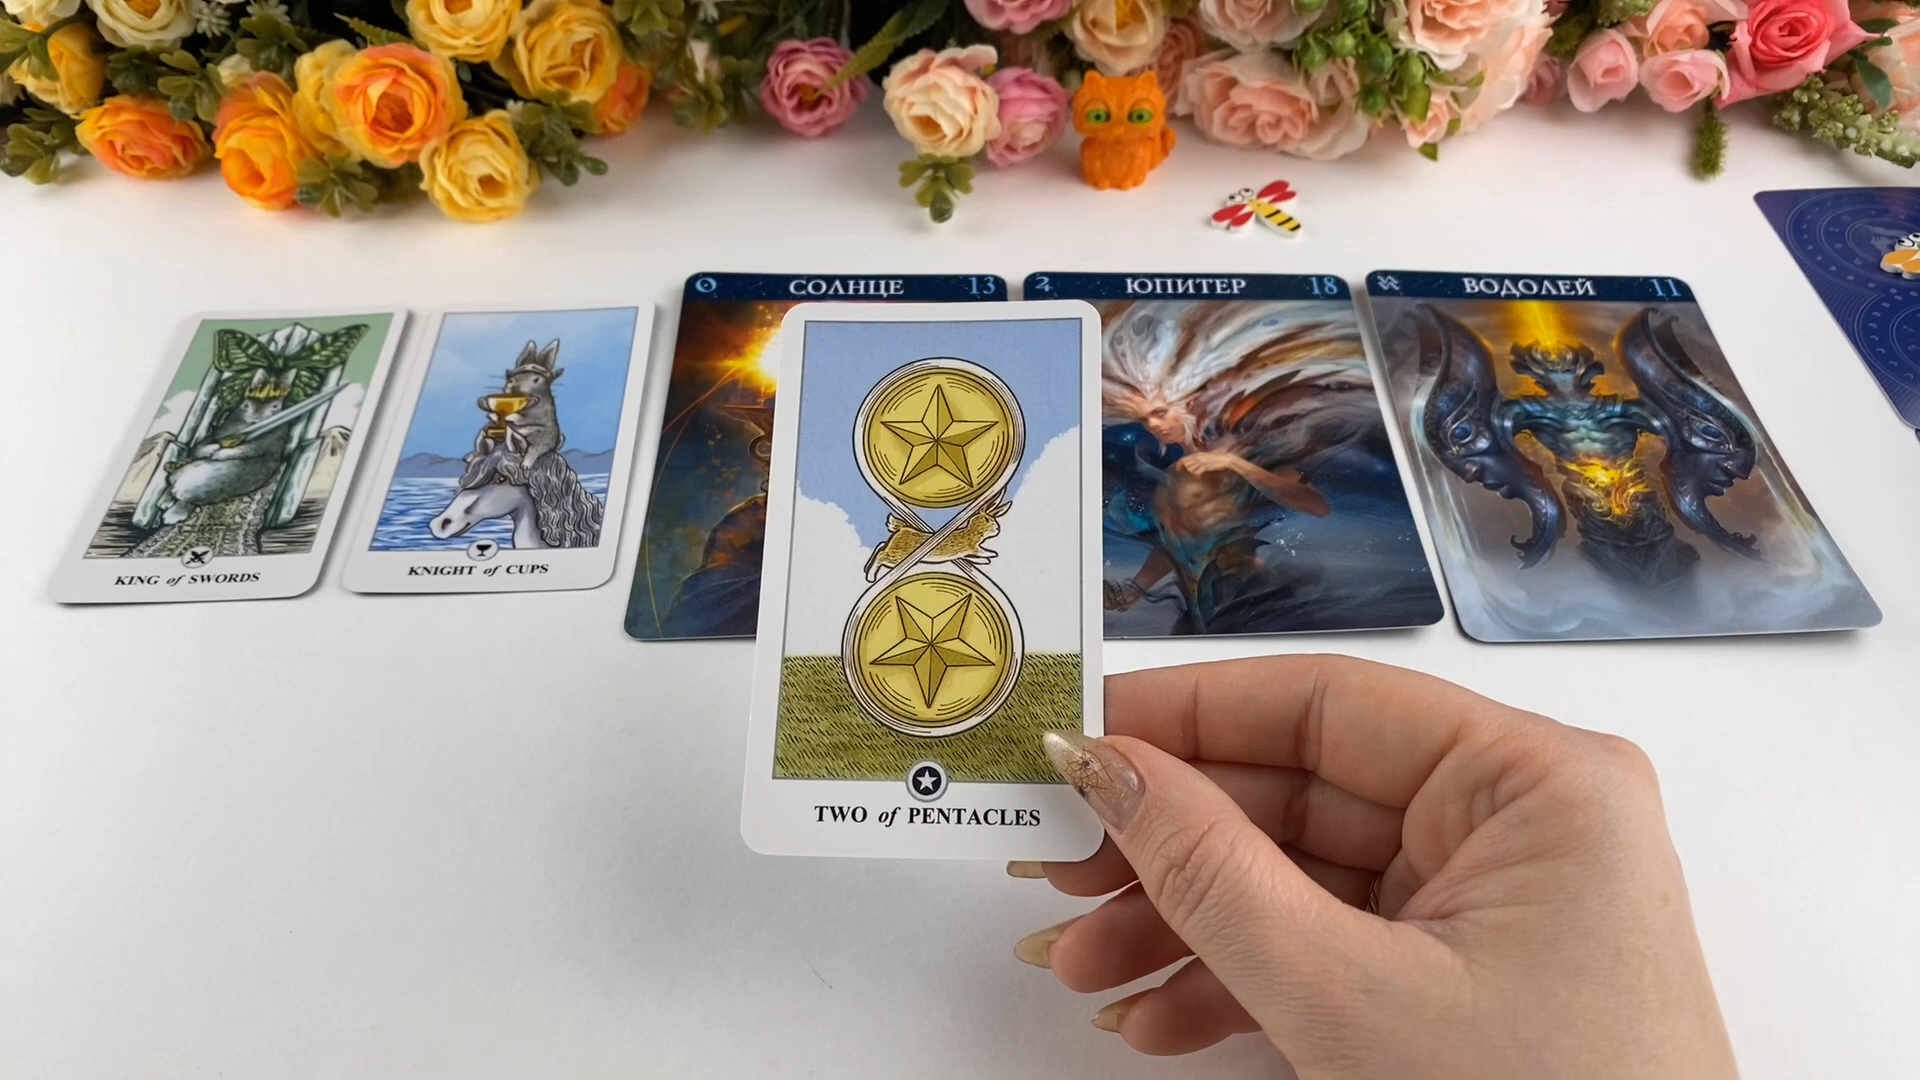 СОЛНЦЕ 13
ЮПИТЕР 18
ВОДОЛЕЙ 11
KING of SWORDS
KNIGHT of CUPS
TWO of PENTACLES